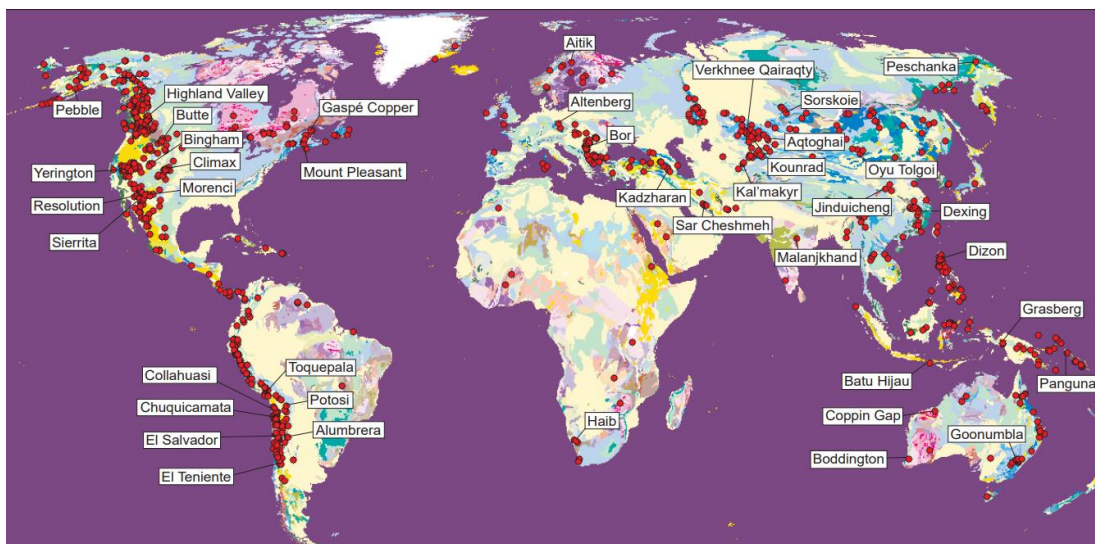 Aitik
Peschanka
Verkhnee Qairaqty
Pebble
Highland Valley
Gaspé Copper
Altenberg
Sorskoie
Butte
Bingham
Bor
Aqtoghai
Yerington
Climax
Mount Pleasant
Kounrad
Oyu Tolgoi
Resolution
Morenci
Kadzharan
Kal'makyr
Jinduicheng
Dexing
Sierrita
Sar Cheshmeh
Malanjkhand
Dizon
Grasberg
Toquepala
Collahuasi
Batu Hijau
Panguna
Potosi
Chuquicamata
Coppin Gap
El Salvador
Alumbrera
Haib
Goonumbla
Boddington
El Teniente